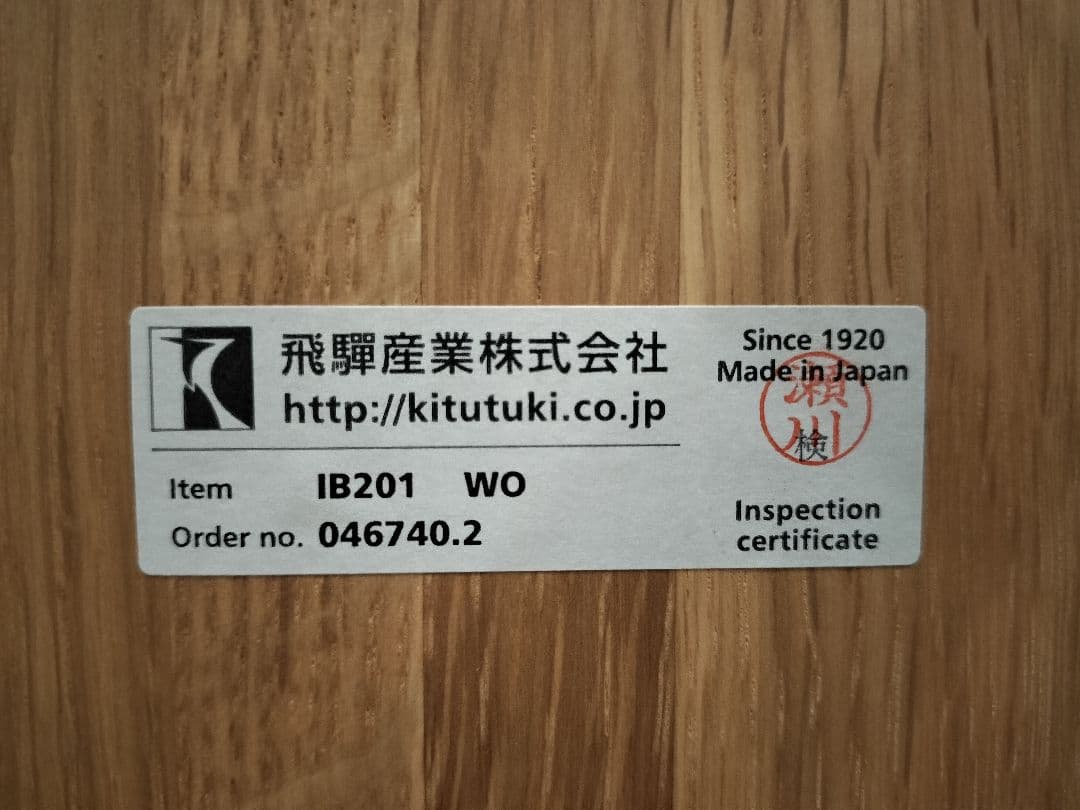 飛驒産業株式会社
http://kitutuki.co.jp
Item IB201 WO
Order no. 046740.2
Since 1920
Made in Japan
瀬川
検
Inspection
certificate